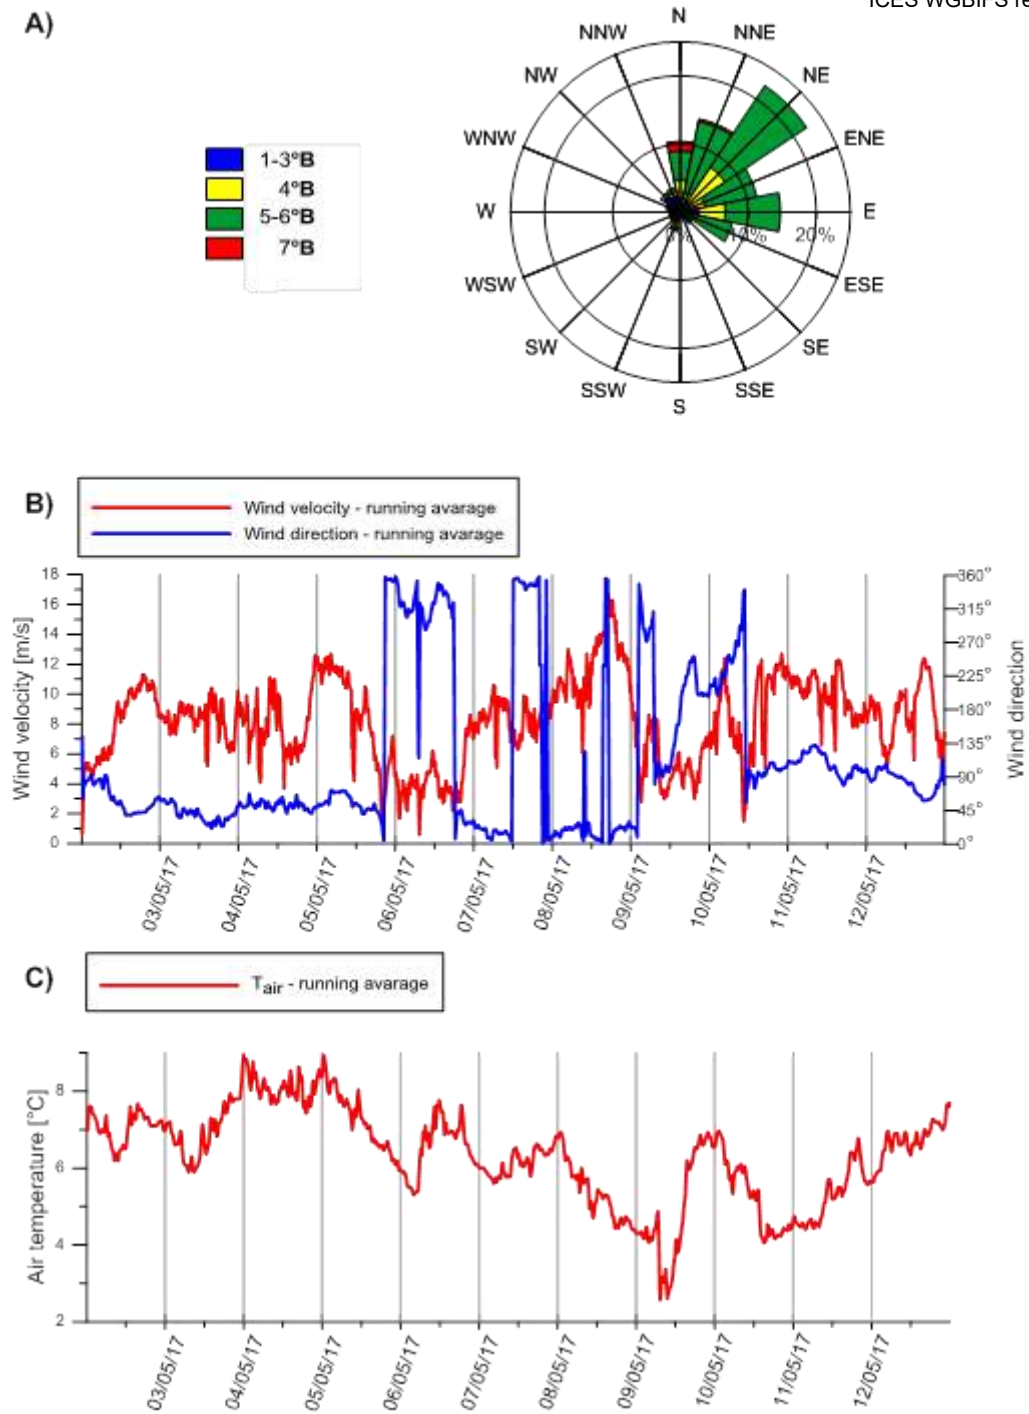 ICES WGBIFS re
A)
N
NNW
NNE
NW
NE
WNW
ENE
W
E
WSW
ESE
SW
SE
SSW
SSE
S
10%
20%
1-3°B
4°B
5-6°B
7°B
B)
Wind velocity - running avarage
Wind direction - running avarage
Wind velocity [m/s]
18
16
14
12
10
8
6
4
2
0
360°
315°
270°
225°
180°
135°
90°
45°
0°
Wind direction
03/05/17
04/05/17
05/05/17
06/05/17
07/05/17
08/05/17
09/05/17
10/05/17
11/05/17
12/05/17
C)
Tair - running avarage
Air temperature [°C]
8
6
4
2
03/05/17
04/05/17
05/05/17
06/05/17
07/05/17
08/05/17
09/05/17
10/05/17
11/05/17
12/05/17